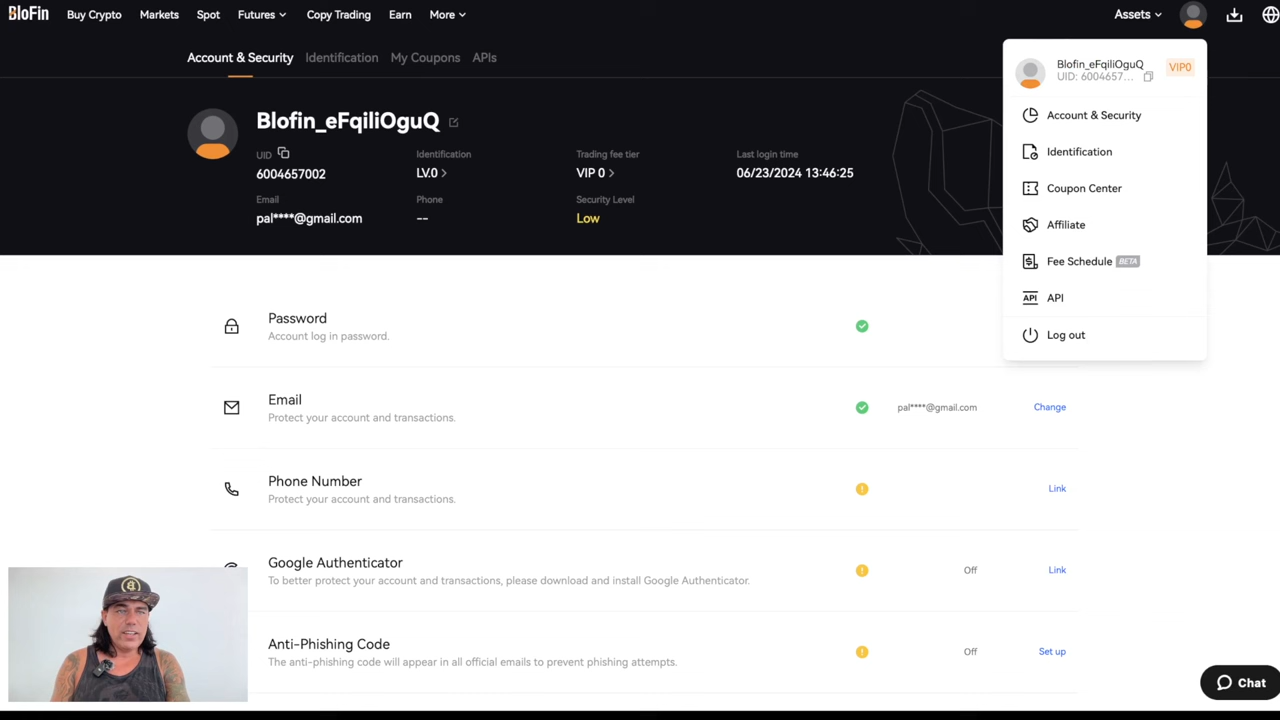 BloFin
Buy Crypto
Markets
Spot
Futures
Copy Trading
Earn
More
Assets
Account & Security
Identification
My Coupons
APIs
Blofin_eFqiliOguQ
UID
6004657002
Identification
LV.0
Trading fee tier
VIP 0
Last login time
06/23/2024 13:46:25
Email
pal****@gmail.com
Phone
--
Security Level
Low
Blofin_eFqiliOguQ
UID: 6004657...
VIP0
Account & Security
Identification
Coupon Center
Affiliate
Fee Schedule BETA
API API
Log out
Password
Account log in password.
Email
Protect your account and transactions.
pal****@gmail.com
Change
Phone Number
Protect your account and transactions.
Link
Google Authenticator
To better protect your account and transactions, please download and install Google Authenticator.
Off
Link
Anti-Phishing Code
The anti-phishing code will appear in all official emails to prevent phishing attempts.
Off
Set up
Chat